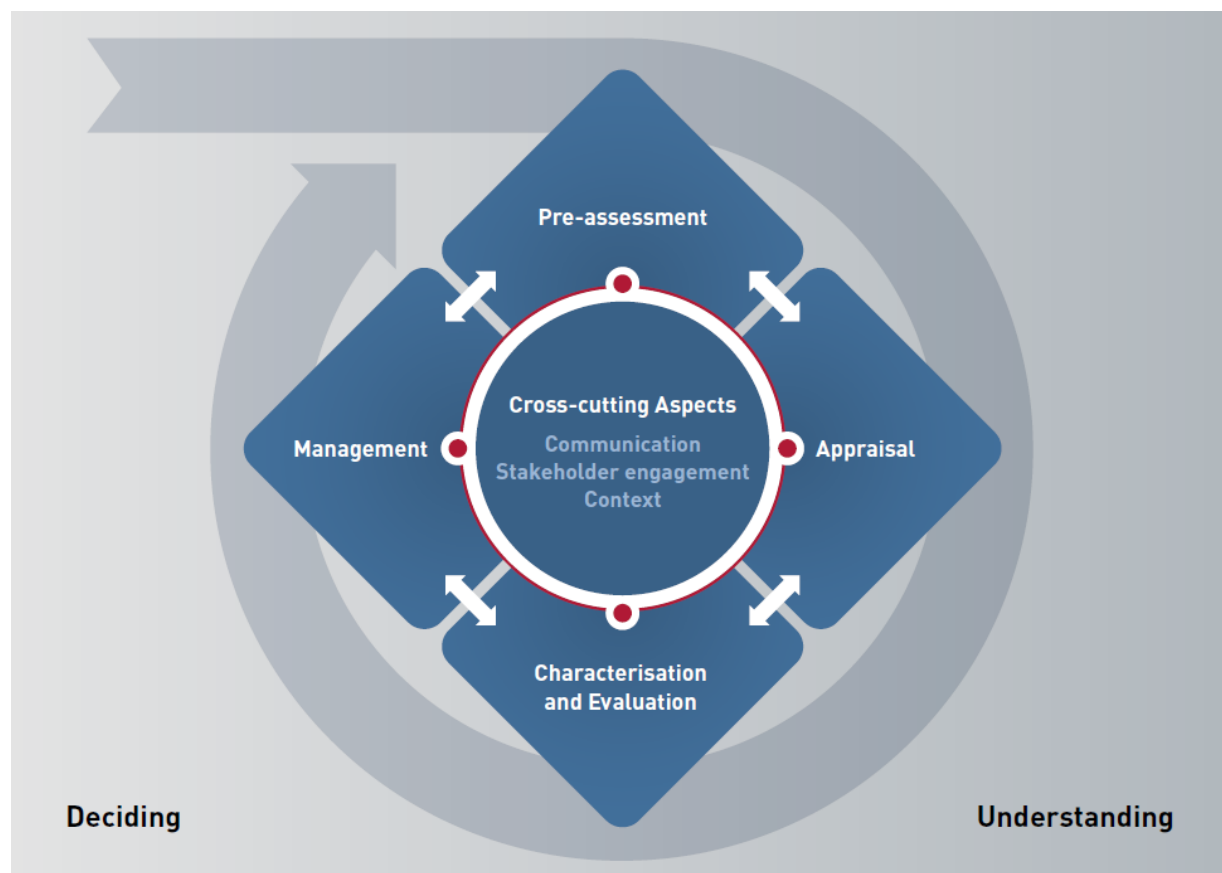 Pre-assessment
Cross-cutting Aspects
Communication
Stakeholder engagement
Context
Management
Appraisal
Characterisation
and Evaluation
Deciding
Understanding